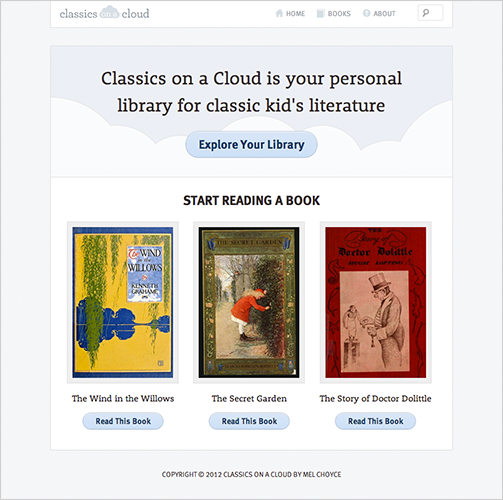 classics on a cloud
HOME BOOKS ABOUT
Classics on a Cloud is your personal
library for classic kid's literature
Explore Your Library
START READING A BOOK
The WIND
in the
WILLOWS
By
KENNETH
GRAHAME
THE SECRET GARDEN
THE
Story of
Doctor Dolittle
HUGH LOFTING
The Wind in the Willows
The Secret Garden
The Story of Doctor Dolittle
Read This Book
Read This Book
Read This Book
COPYRIGHT © 2012 CLASSICS ON A CLOUD BY MEL CHOYCE